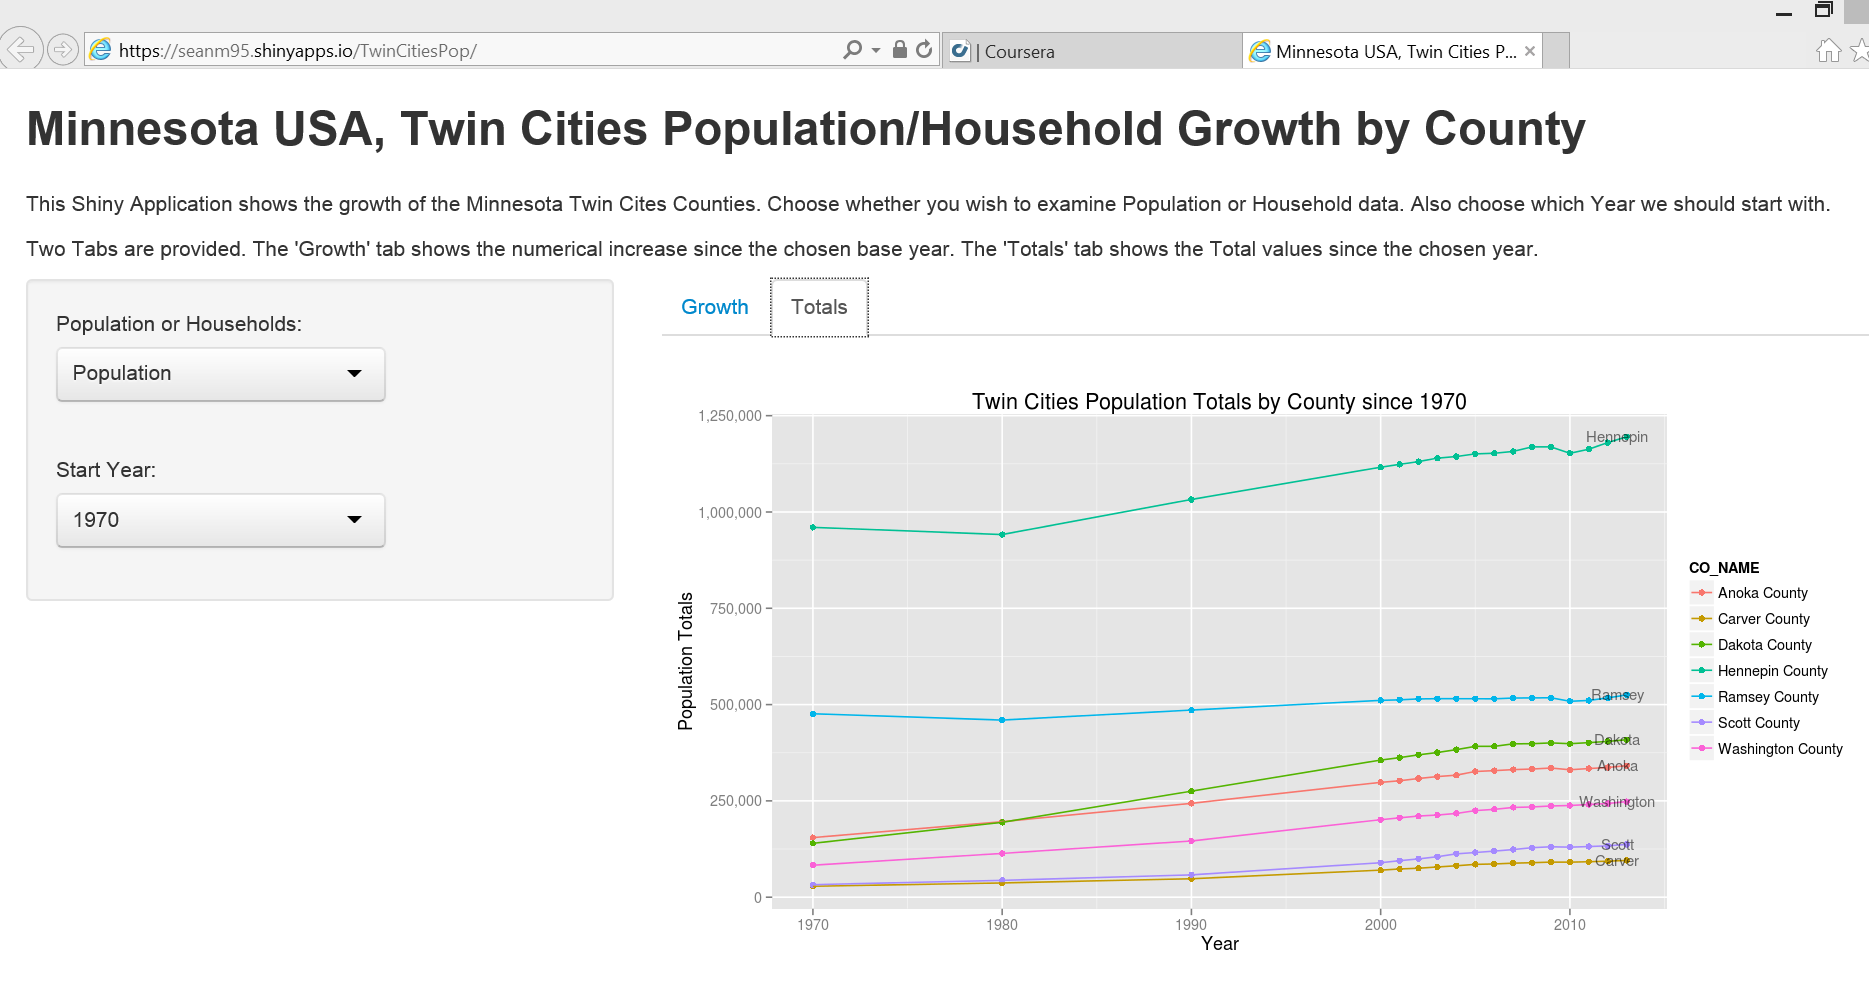 https://seanm95.shinyapps.io/TwinCitiesPop/
| Coursera
Minnesota USA, Twin Cities P...
Minnesota USA, Twin Cities Population/Household Growth by County
This Shiny Application shows the growth of the Minnesota Twin Cites Counties. Choose whether you wish to examine Population or Household data. Also choose which Year we should start with.
Two Tabs are provided. The 'Growth' tab shows the numerical increase since the chosen base year. The 'Totals' tab shows the Total values since the chosen year.
Population or Households:
Population
Start Year:
1970
Growth
Totals
Twin Cities Population Totals by County since 1970
1,250,000
1,000,000
750,000
500,000
250,000
0
Population Totals
Hennepin
Ramsey
Dakota
Anoka
Washington
Scott
Carver
1970
1980
1990
2000
2010
Year
CO_NAME
Anoka County
Carver County
Dakota County
Hennepin County
Ramsey County
Scott County
Washington County